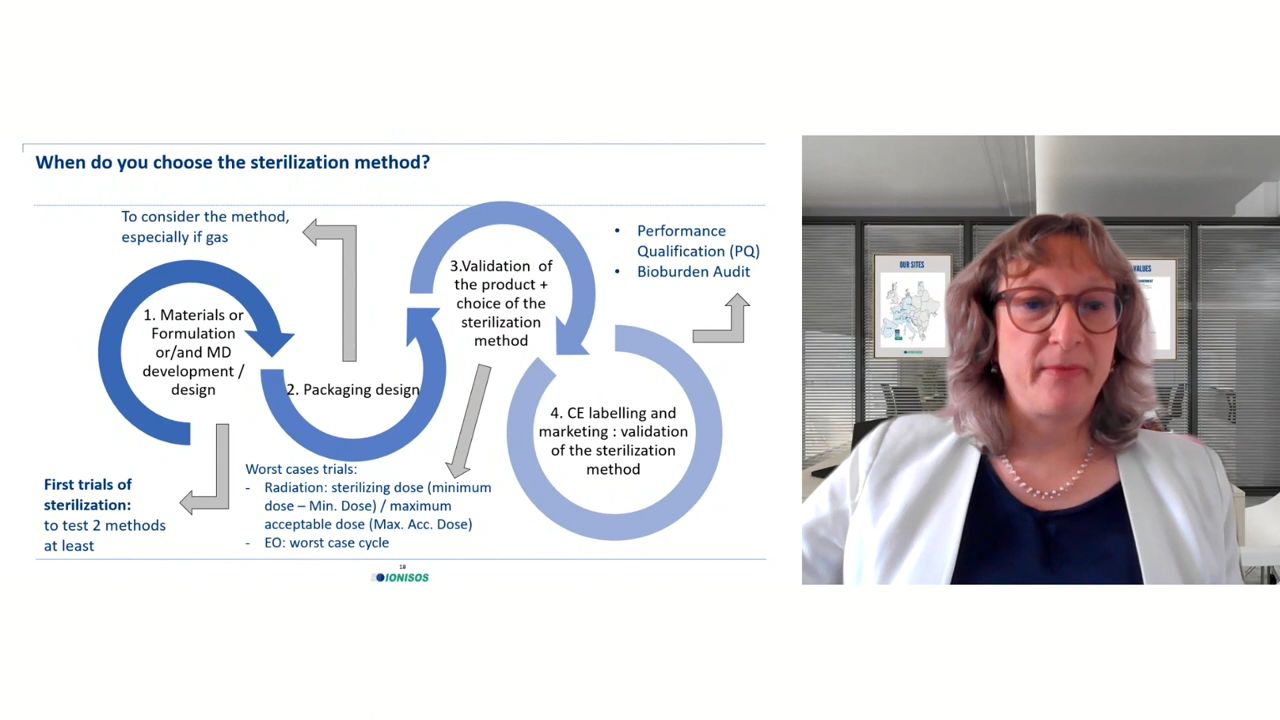 When do you choose the sterilization method?
To consider the method,
especially if gas
1. Materials or
Formulation
or/and MD
development /
design
2. Packaging design
3.Validation of
the product +
choice of the
sterilization
method
• Performance
Qualification (PQ)
• Bioburden Audit
4. CE labelling and
marketing : validation
of the sterilization
method
First trials of
sterilization:
to test 2 methods
at least
Worst cases trials:
- Radiation: sterilizing dose (minimum
dose – Min. Dose) / maximum
acceptable dose (Max. Acc. Dose)
- EO: worst case cycle
18
IONISOS
OUR SITES
VALUES